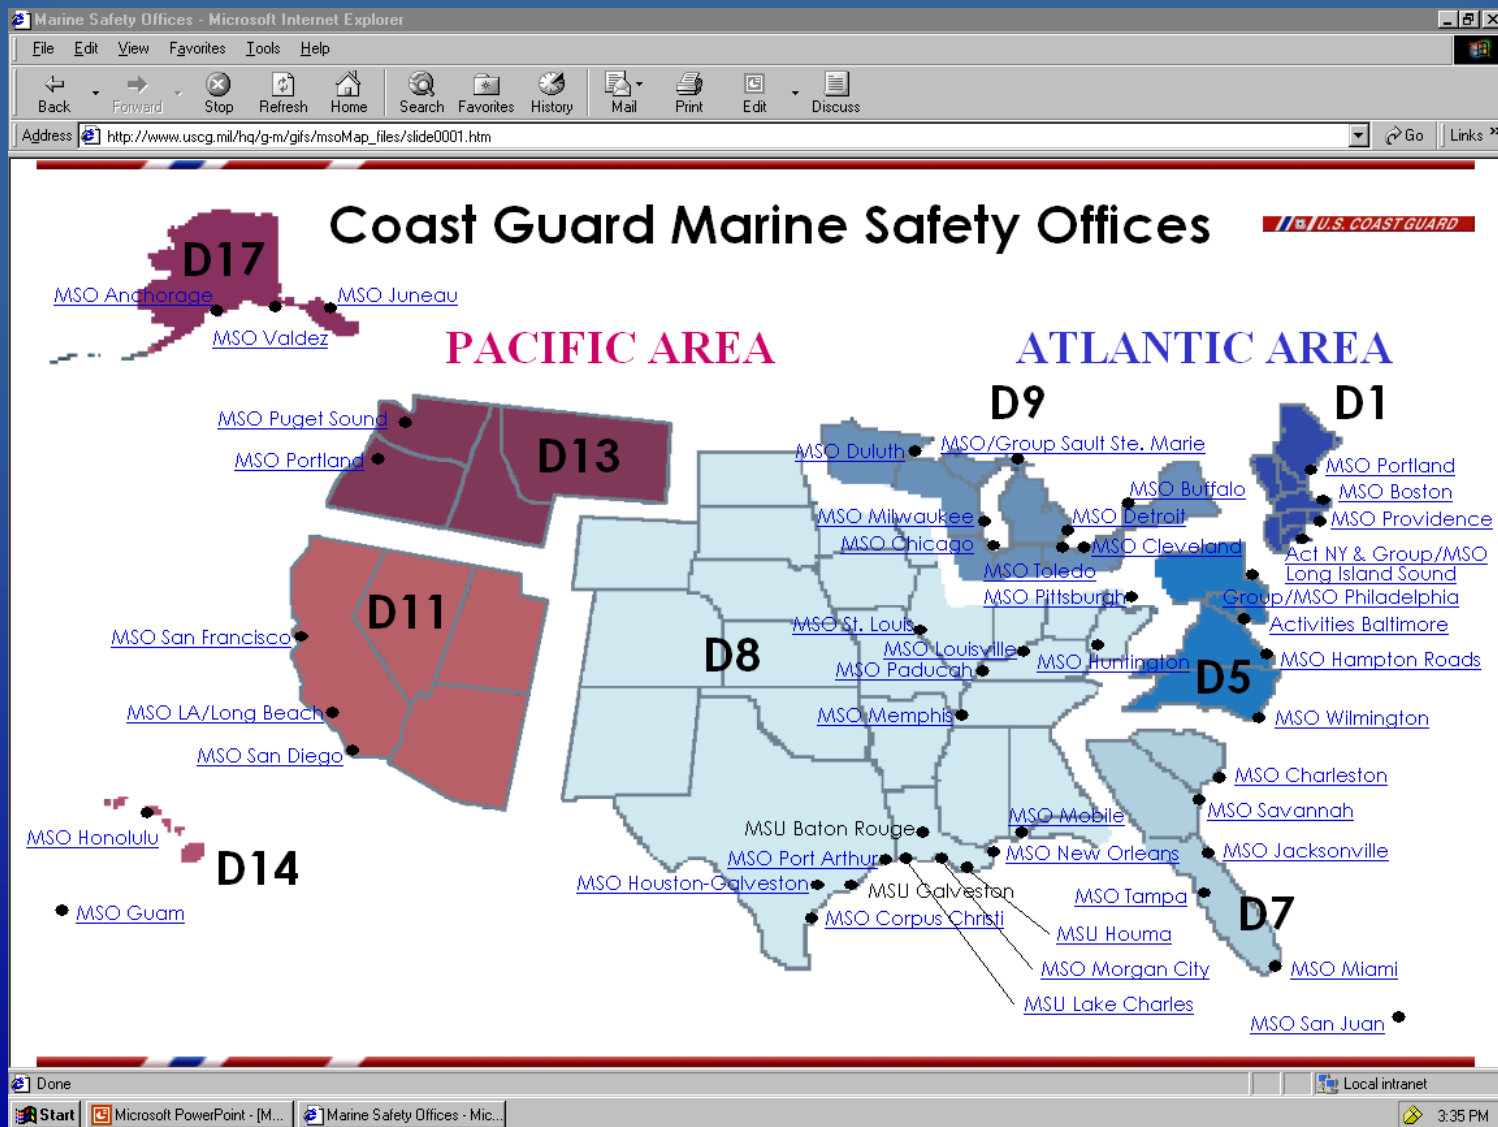 Marine Safety Offices - Microsoft Internet Explorer
File Edit View Favorites Tools Help
Back Forward Stop Refresh Home Search Favorites History Mail Print Edit Discuss
Address http://www.uscg.mil/hq/g-m/gifs/msoMap_files/slide0001.htm Go Links »
Coast Guard Marine Safety Offices
U.S. COAST GUARD
D17
MSO Anchorage
MSO Juneau
MSO Valdez
PACIFIC AREA
ATLANTIC AREA
D9
D1
MSO Puget Sound
MSO Portland
D13
MSO Duluth
MSO/Group Sault Ste. Marie
MSO Buffalo
MSO Milwaukee
MSO Detroit
MSO Chicago
MSO Cleveland
MSO Toledo
MSO Portland
MSO Boston
MSO Providence
Act NY & Group/MSO
Long Island Sound
MSO Pittsburgh
Group/MSO Philadelphia
Activities Baltimore
D11
MSO San Francisco
MSO LA/Long Beach
MSO San Diego
D8
MSO St. Louis
MSO Louisville
MSO Huntington
MSO Paducah
MSO Memphis
D5
MSO Hampton Roads
MSO Wilmington
MSO Charleston
MSO Savannah
MSO Jacksonville
MSO Tampa
D7
MSO Miami
MSO San Juan
MSO Honolulu
D14
MSO Guam
MSU Baton Rouge
MSO Mobile
MSO Port Arthur
MSO New Orleans
MSO Houston-Galveston
MSU Galveston
MSO Corpus Christi
MSU Houma
MSO Morgan City
MSU Lake Charles
Done
Local intranet
Start Microsoft PowerPoint - [M... Marine Safety Offices - Mic... 3:35 PM